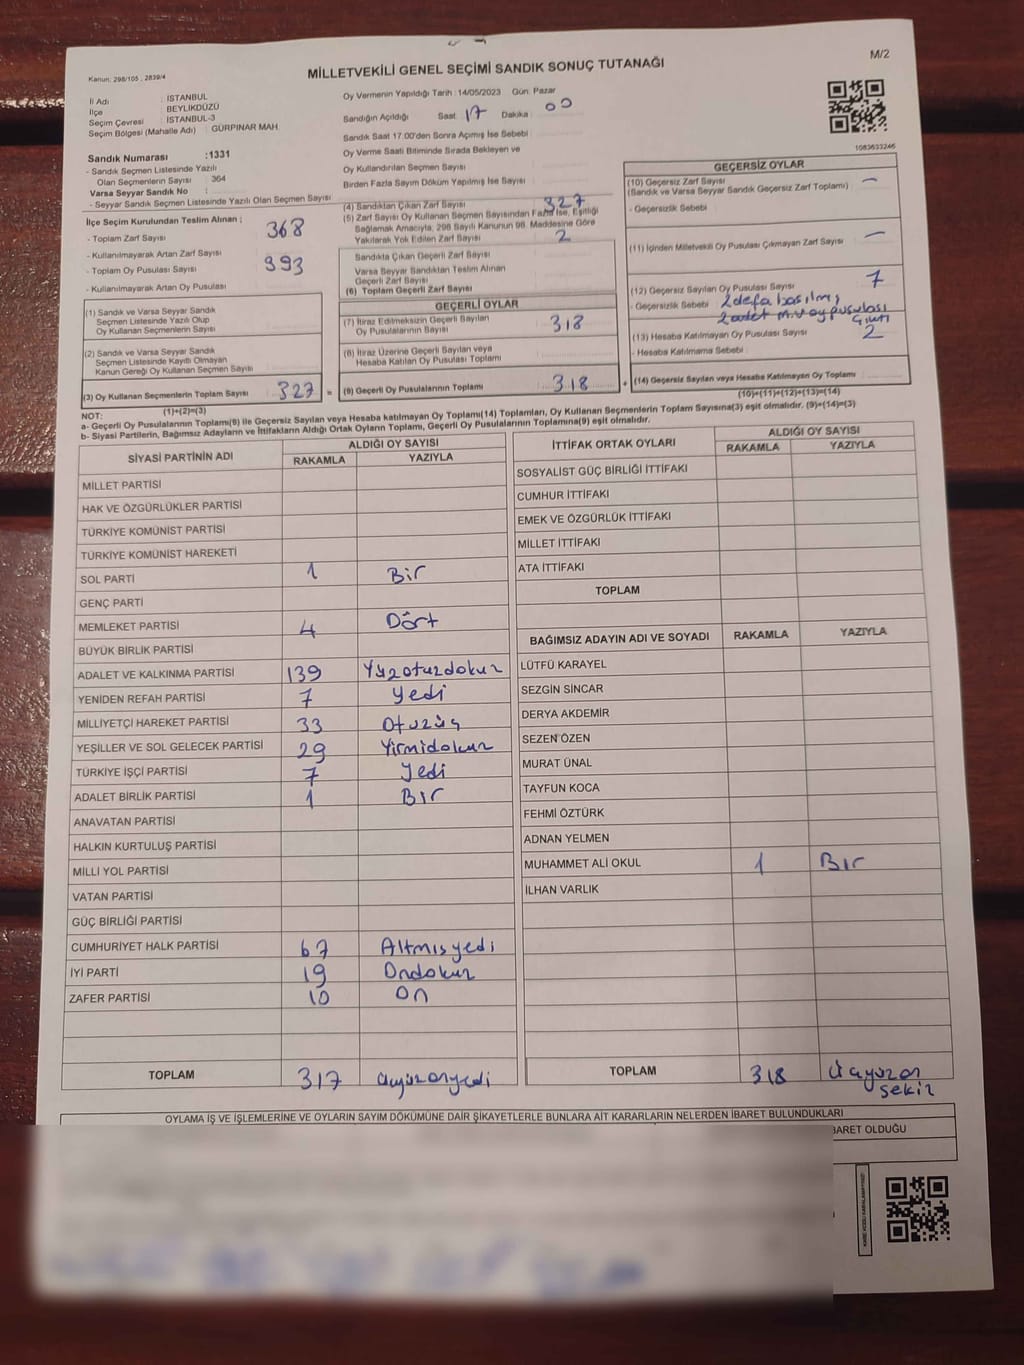 M/2
Kanun: 298/105 , 2839/4
MİLLETVEKİLİ GENEL SEÇİMİ SANDIK SONUÇ TUTANAĞI
İl Adı : İSTANBUL
İlçe : BEYLİKDÜZÜ
Seçim Çevresi : İSTANBUL-3
Seçim Bölgesi (Mahalle Adı) : GÜRPINAR MAH.
Sandık Numarası :1331
- Sandık Seçmen Listesinde Yazılı
Olan Seçmenlerin Sayısı : 364
Varsa Seyyar Sandık No :
- Seyyar Sandık Seçmen Listesinde Yazılı Olan Seçmen Sayısı
Oy Vermenin Yapıldığı Tarih :14/05/2023 Gün: Pazar
Sandığın Açıldığı Saat: 17 Dakika : 00
Sandık Saat 17.00'den Sonra Açımış İse Sebebi :
Oy Verme Saati Bitiminde Sırada Bekleyen ve
Oy Kullandırılan Seçmen Sayısı
Birden Fazla Sayım Döküm Yapılmış İse Sayısı
1083633246
İlçe Seçim Kurulundan Teslim Alınan ;
- Toplam Zarf Sayısı 368
- Kullanılmayarak Artan Zarf Sayısı
- Toplam Oy Pusulası Sayısı 393
- Kullanılmayarak Artan Oy Pusulası
(4) Sandıktan Çıkan Zarf Sayısı 327
(5) Zarf Sayısı Oy Kullanan Seçmen Sayısından Fazla İse, Eşitliği
Sağlamak Amacıyla, 298 Sayılı Kanunun 98. Maddesine Göre
Yakılarak Yok Edilen Zarf Sayısı 2
Sandıkta Çıkan Geçerli Zarf Sayısı
Varsa Seyyar Sandıktan Teslim Alınan
Geçerli Zarf Sayısı
(6) Toplam Geçerli Zarf Sayısı
GEÇERSİZ OYLAR
(10) Geçersiz Zarf Sayısı —
(Sandık ve Varsa Seyyar Sandık Geçersiz Zarf Toplamı)
- Geçersizlik Sebebi :
(11) İçinden Milletvekili Oy Pusulası Çıkmayan Zarf Sayısı —
(12) Geçersiz Sayılan Oy Pusulası Sayısı 7
- Geçersizlik Sebebi : 2 defa basılmış
2 adet m.v oy pusulası
çıktı
(13) Hesaba Katılmayan Oy Pusulası Sayısı 2
- Hesaba Katılmama Sebebi :
(14) Geçersiz Sayılan veya Hesaba Katılmayan Oy Toplamı
(10)+(11)+(12)+(13)=(14)
(1) Sandık ve Varsa Seyyar Sandık
Seçmen Listesinde Yazılı Olup
Oy Kullanan Seçmenlerin Sayısı
(2) Sandık ve Varsa Seyyar Sandık
Seçmen Listesinde Kayıtlı Olmayan
Kanun Gereği Oy Kullanan Seçmen Sayısı
(3) Oy Kullanan Seçmenlerin Toplam Sayısı 327 =
(1)+(2)=(3)
GEÇERLİ OYLAR
(7) İtiraz Edilmeksizin Geçerli Sayılan
Oy Pusulalarının Sayısı 318
(8) İtiraz Üzerine Geçerli Sayılan veya
Hesaba Katılan Oy Pusulası Toplamı
(9) Geçerli Oy Pusulalarının Toplamı 318 +
NOT:
a- Geçerli Oy Pusulalarının Toplamı(9) ile Geçersiz Sayılan veya Hesaba katılmayan Oy Toplamı(14) Toplamları, Oy Kullanan Seçmenlerin Toplam Sayısına(3) eşit olmalıdır. (9)+(14)=(3)
b- Siyasi Partilerin, Bağımsız Adayların ve İttifakların Aldığı Ortak Oyların Toplamı, Geçerli Oy Pusulalarının Toplamına(9) eşit olmalıdır.
SİYASİ PARTİNİN ADI ALDIĞI OY SAYISI
RAKAMLA YAZIYLA
MİLLET PARTİSİ
HAK VE ÖZGÜRLÜKLER PARTİSİ
TÜRKİYE KOMÜNİST PARTİSİ
TÜRKİYE KOMÜNİST HAREKETİ
SOL PARTİ 1 Bir
GENÇ PARTİ
MEMLEKET PARTİSİ 4 Dört
BÜYÜK BİRLİK PARTİSİ
ADALET VE KALKINMA PARTİSİ 139 Yüzotuzdokuz
YENİDEN REFAH PARTİSİ 7 Yedi
MİLLİYETÇİ HAREKET PARTİSİ 33 Otuzüç
YEŞİLLER VE SOL GELECEK PARTİSİ 29 Yirmidokuz
TÜRKİYE İŞÇİ PARTİSİ 7 Yedi
ADALET BİRLİK PARTİSİ 1 Bır
ANAVATAN PARTİSİ
HALKIN KURTULUŞ PARTİSİ
MİLLİ YOL PARTİSİ
VATAN PARTİSİ
GÜÇ BİRLİĞİ PARTİSİ
CUMHURİYET HALK PARTİSİ 67 Altmışyedi
İYİ PARTİ 19 Ondokuz
ZAFER PARTİSİ 10 On
TOPLAM 317 üçyüzonyedi
İTTİFAK ORTAK OYLARI ALDIĞI OY SAYISI
RAKAMLA YAZIYLA
SOSYALİST GÜÇ BİRLİĞİ İTTİFAKI
CUMHUR İTTİFAKI
EMEK VE ÖZGÜRLÜK İTTİFAKI
MİLLET İTTİFAKI
ATA İTTİFAKI
TOPLAM
BAĞIMSIZ ADAYIN ADI VE SOYADI RAKAMLA YAZIYLA
LÜTFÜ KARAYEL
SEZGİN SİNCAR
DERYA AKDEMİR
SEZEN ÖZEN
MURAT ÜNAL
TAYFUN KOCA
FEHMİ ÖZTÜRK
ADNAN YELMEN
MUHAMMET ALİ OKUL 1 Bır
İLHAN VARLIK
TOPLAM 318 Üçyüzon
sekiz
OYLAMA İŞ VE İŞLEMLERİNE VE OYLARIN SAYIM DÖKÜMÜNE DAİR ŞİKAYETLERLE BUNLARA AİT KARARLARIN NELERDEN İBARET BULUNDUKLARI
BARET OLDUĞU